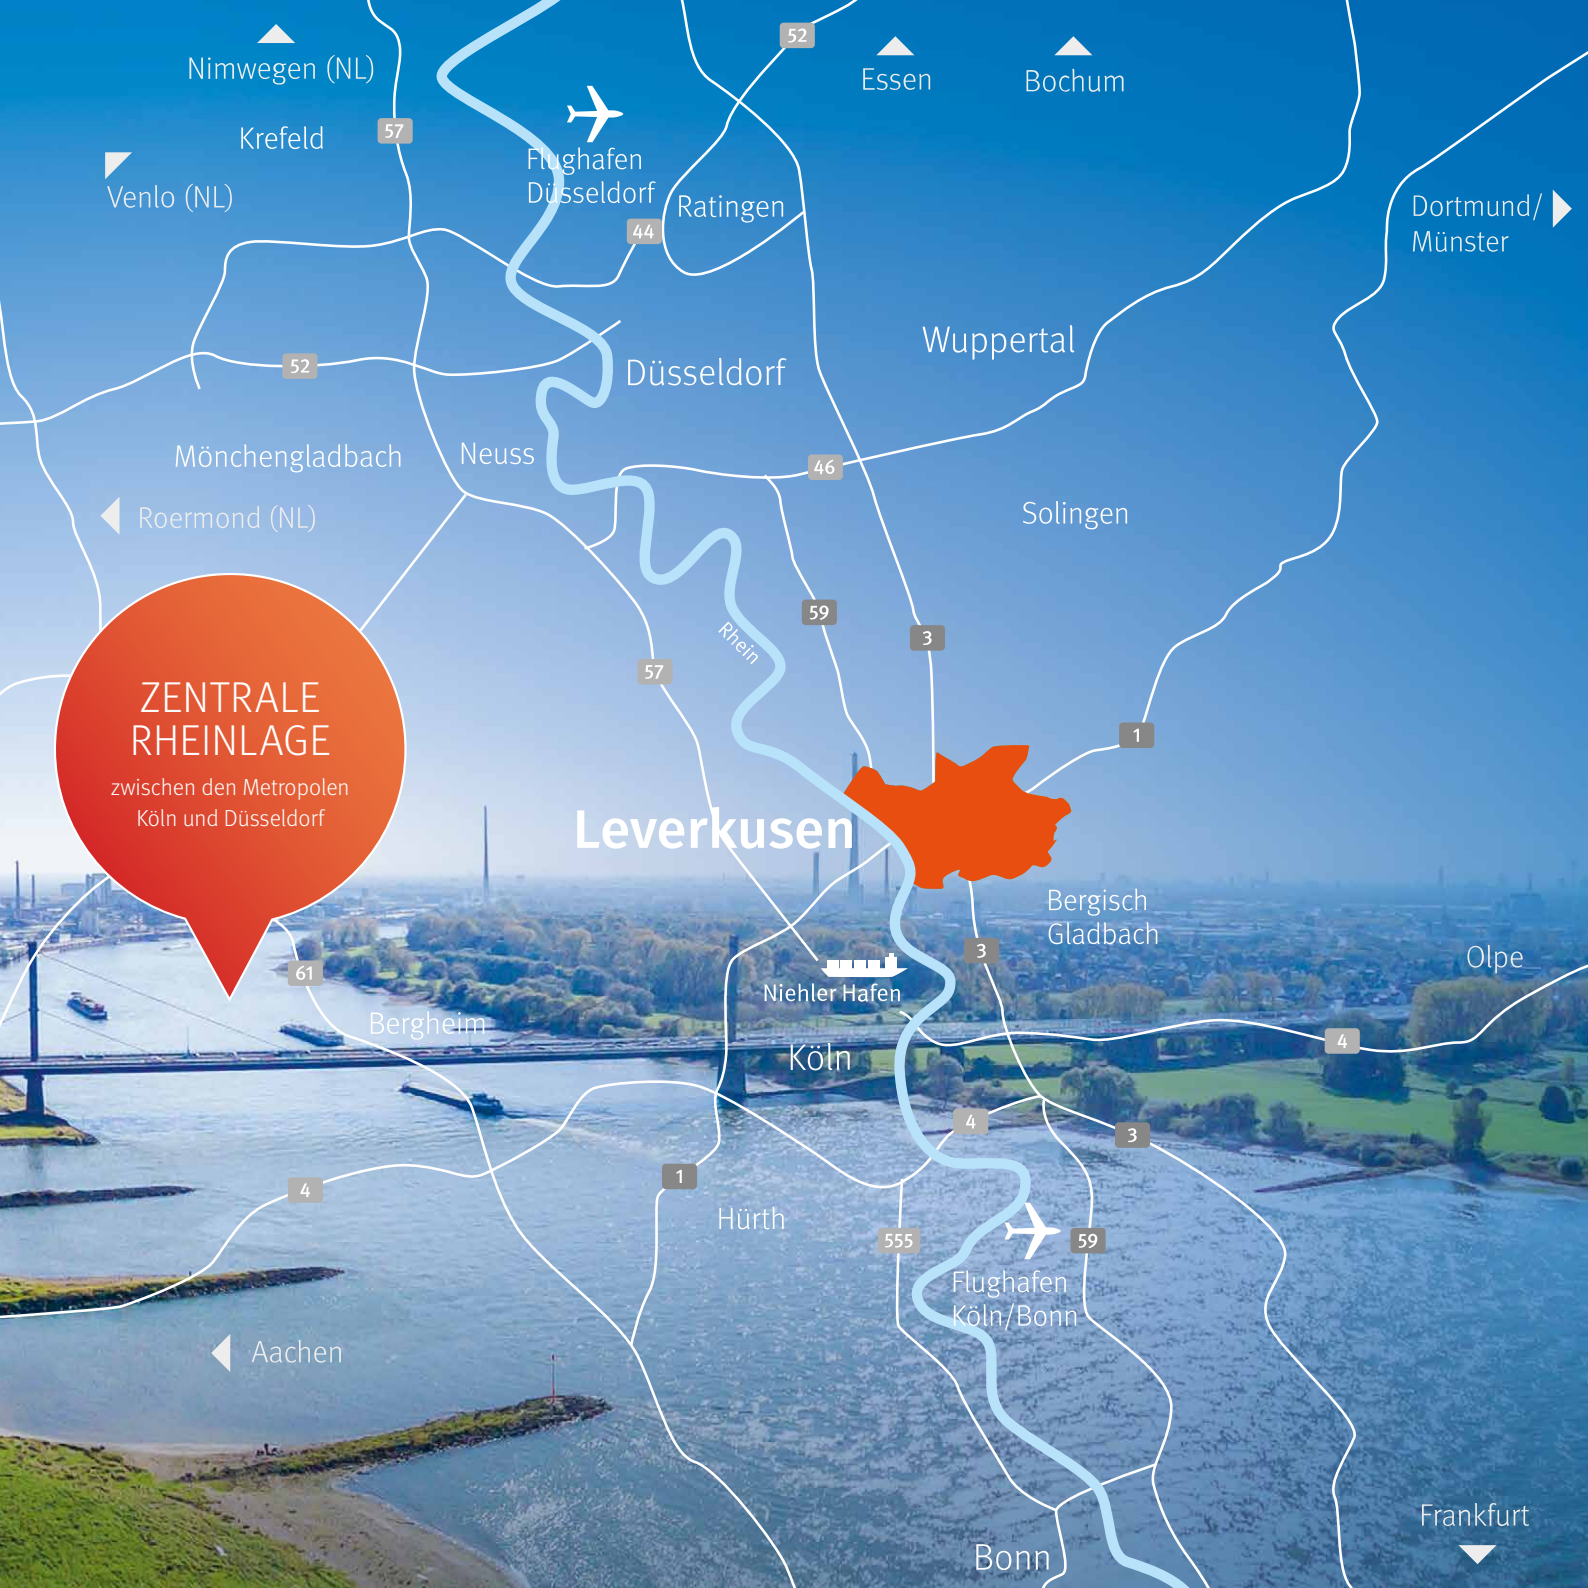 52
Nimwegen (NL)
Essen
Bochum
Krefeld
57
Flughafen
Düsseldorf
Venlo (NL)
Ratingen
Dortmund/
Münster
44
Wuppertal
52
Düsseldorf
Mönchengladbach
Neuss
46
Roermond (NL)
Solingen
59
3
Rhein
57
ZENTRALE
RHEINLAGE
zwischen den Metropolen
Köln und Düsseldorf
1
Leverkusen
Bergisch
Gladbach
3
Olpe
61
Niehler Hafen
Bergheim
Köln
4
4
3
1
4
Hürth
555
59
Flughafen
Köln/Bonn
Aachen
Frankfurt
Bonn